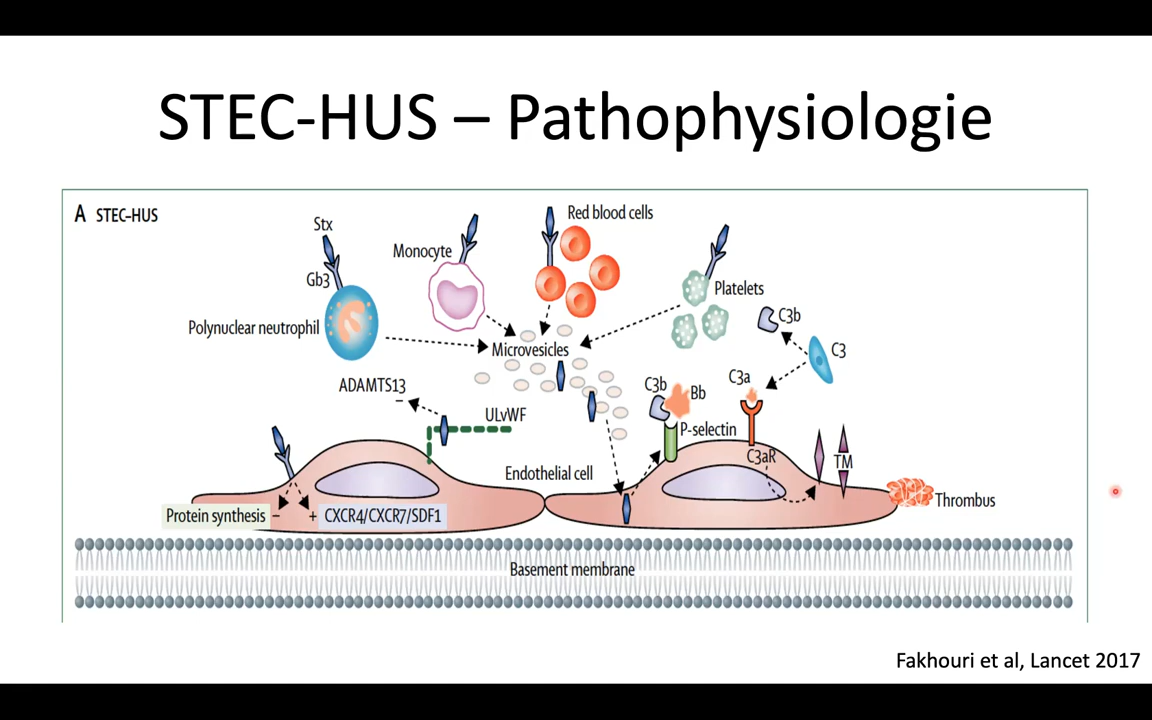 STEC-HUS – Pathophysiologie
A STEC–HUS
Stx
Gb3
Polynuclear neutrophil
Monocyte
Red blood cells
Platelets
Microvesicles
C3b
C3
C3a
C3b
Bb
P-selectin
C3aR
TM
ADAMTS13
–
ULvWF
Endothelial cell
Protein synthesis – + CXCR4/CXCR7/SDF1
Thrombus
Basement membrane
Fakhouri et al, Lancet 2017